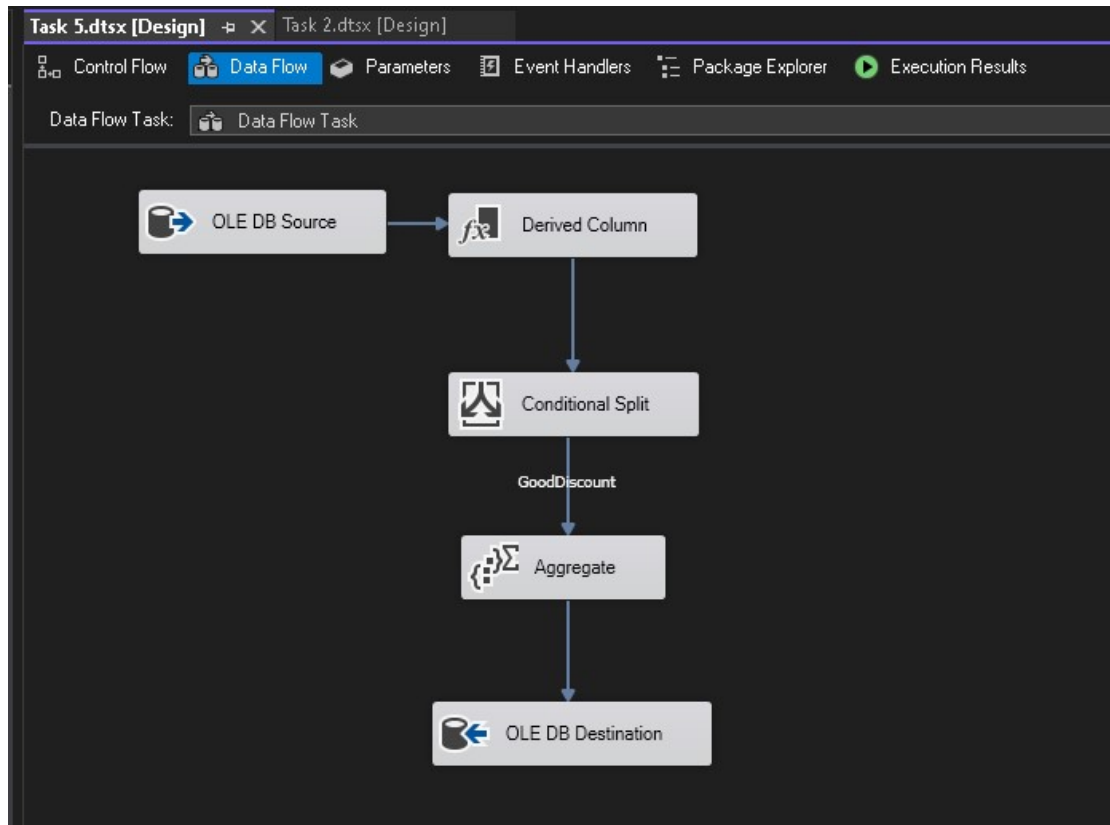 Task 5.dtsx [Design] Task 2.dtsx [Design]
Control Flow Data Flow Parameters Event Handlers Package Explorer Execution Results
Data Flow Task: Data Flow Task
OLE DB Source
Derived Column
Conditional Split
GoodDiscount
Aggregate
OLE DB Destination